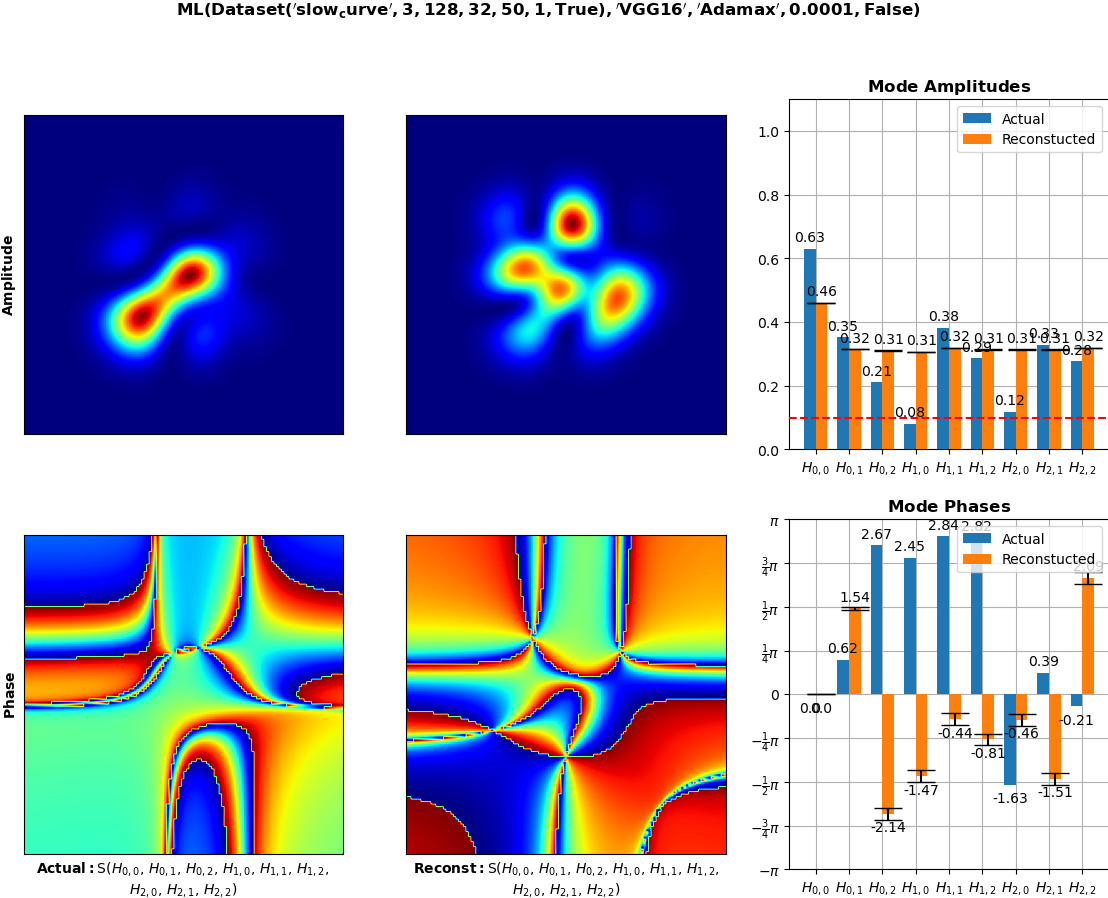 ML(Dataset('slow_curve', 3, 128, 32, 50, 1, True), 'VGG16', 'Adamax', 0.0001, False)
Amplitude
Mode Amplitudes
Actual
Reconstucted
1.0
0.8
0.6
0.4
0.2
0.0
0.63 0.35 0.21 0.08 0.38 0.29 0.12 0.33 0.28
0.46 0.32 0.31 0.31 0.32 0.31 0.31 0.31 0.32
H0,0 H0,1 H0,2 H1,0 H1,1 H1,2 H2,0 H2,1 H2,2
Phase
Mode Phases
Actual
Reconstucted
π
3/4π
1/2π
1/4π
0
−1/4π
−1/2π
−3/4π
−π
0.0 0.62 2.67 2.45 2.84 2.82 -1.63 0.39 -0.21
0.0 1.54 -2.14 -1.47 -0.44 -0.81 -0.46 -1.51
H0,0 H0,1 H0,2 H1,0 H1,1 H1,2 H2,0 H2,1 H2,2
Actual: S(H0,0, H0,1, H0,2, H1,0, H1,1, H1,2,
H2,0, H2,1, H2,2)
Reconst: S(H0,0, H0,1, H0,2, H1,0, H1,1, H1,2,
H2,0, H2,1, H2,2)